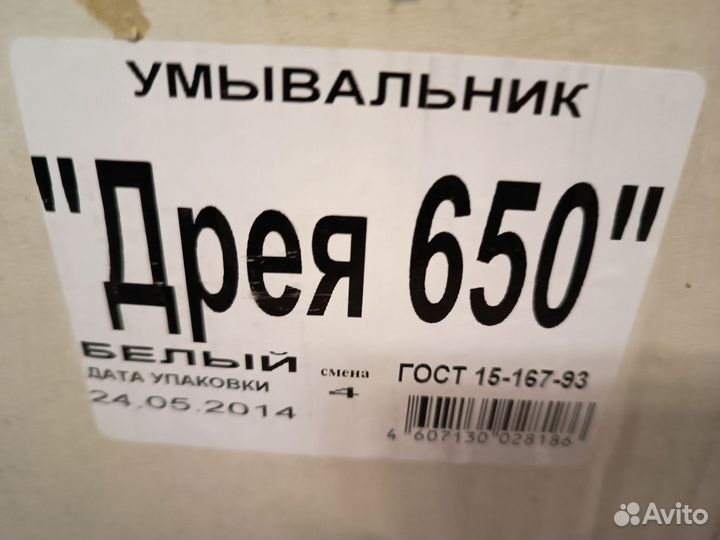 УМЫВАЛЬНИК
"Дрея 650"
БЕЛЫЙ
ДАТА УПАКОВКИ
24.05.2014
смена
4
ГОСТ 15-167-93
4 607130 028186
Avito